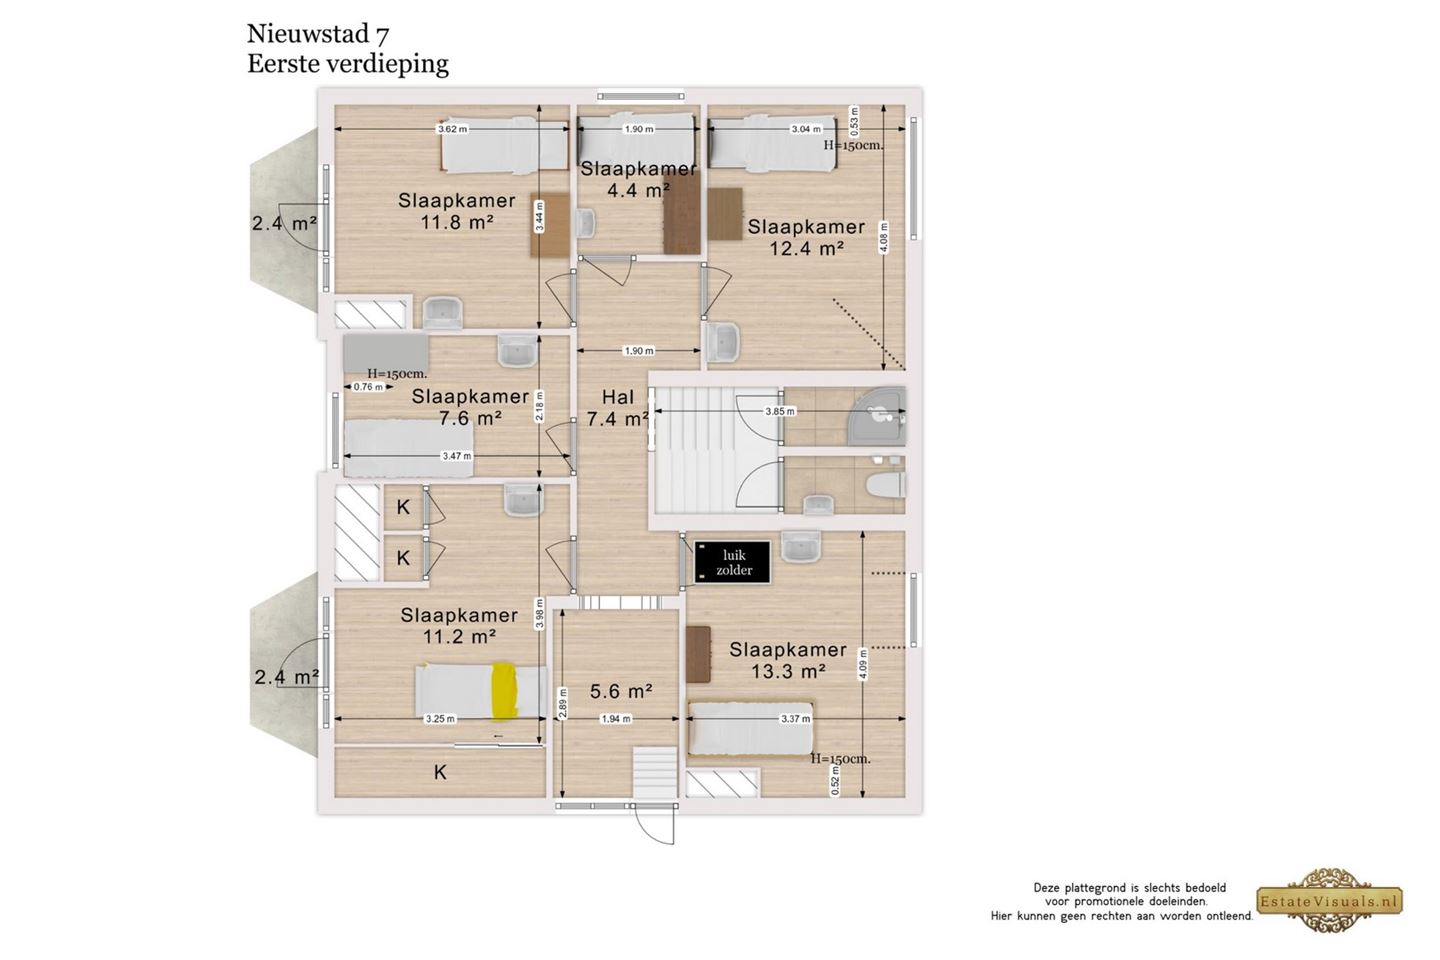 Nieuwstad 7
Eerste verdieping
3.62 m
1.90 m
3.04 m
0.53 m
H=150cm.
Slaapkamer
4.4 m²
Slaapkamer
11.8 m²
3.44 m
2.4 m²
Slaapkamer
12.4 m²
4.08 m
1.90 m
H=150cm.
0.76 m
Slaapkamer
7.6 m²
2.18 m
Hal
7.4 m²
3.85 m
3.47 m
K
K
luik
zolder
Slaapkamer
11.2 m²
3.98 m
2.4 m²
Slaapkamer
13.3 m²
4.09 m
5.6 m²
2.89 m
3.25 m
1.94 m
3.37 m
←
K
H=150cm.
0.52 m
Deze plattegrond is slechts bedoeld
voor promotionele doeleinden.
Hier kunnen geen rechten aan worden ontleend.
EstateVisuals.nl